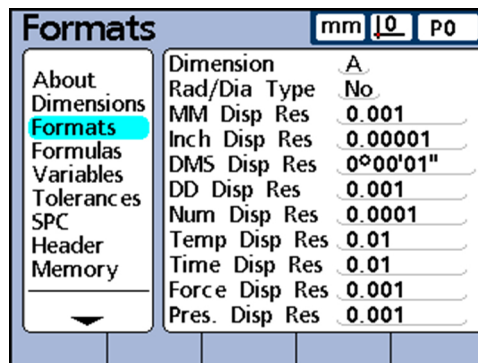 Formats
mm 0 P0
About
Dimensions
Formats
Formulas
Variables
Tolerances
SPC
Header
Memory
Dimension A
Rad/Dia Type No
MM Disp Res 0.001
Inch Disp Res 0.00001
DMS Disp Res 0°00'01"
DD Disp Res 0.001
Num Disp Res 0.0001
Temp Disp Res 0.01
Time Disp Res 0.01
Force Disp Res 0.001
Pres. Disp Res 0.001